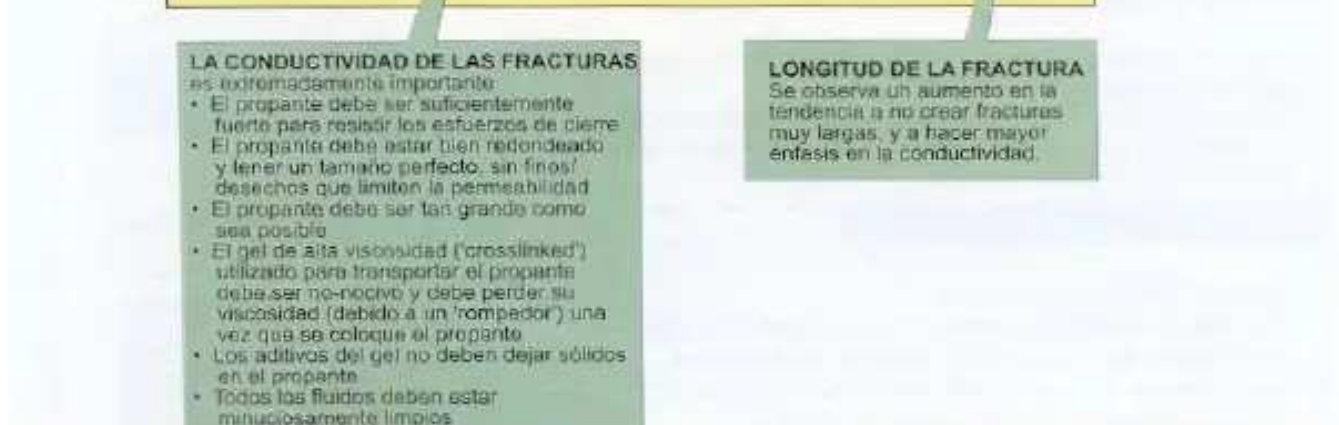 LA CONDUCTIVIDAD DE LAS FRACTURAS
es extremadamente importante
• El propante debe ser suficientemente
fuerte para resistir los esfuerzos de cierre
• El propante debe estar bien redondeado
y tener un tamaño perfecto, sin finos/
desechos que limiten la permeabilidad
• El propante debe ser tan grande como
sea posible
• El gel de alta viscosidad ('crosslinked')
utilizado para transportar el propante
debe ser no-nocivo y debe perder su
viscosidad (debido a un 'rompedor') una
vez que se coloque el propante
• Los aditivos del gel no deben dejar sólidos
en el propante
• Todos los fluidos deben estar
minuciosamente limpios
LONGITUD DE LA FRACTURA
Se observa un aumento en la
tendencia a no crear fracturas
muy largas, y a hacer mayor
énfasis en la conductividad.